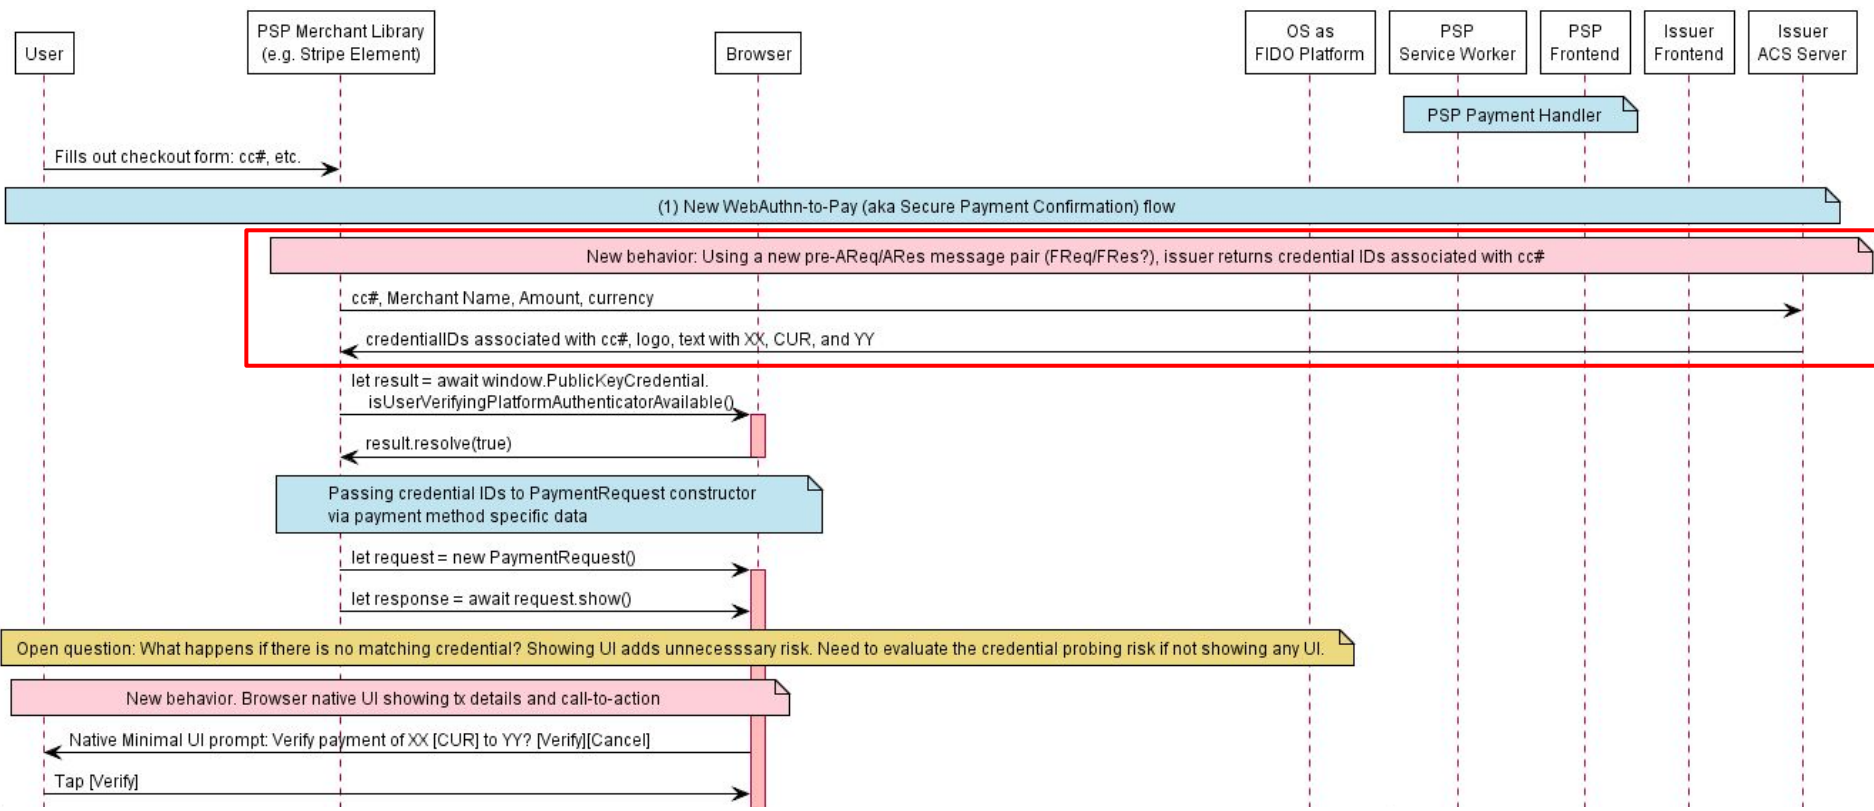 User
PSP Merchant Library
(e.g. Stripe Element)
Browser
OS as
FIDO Platform
PSP
Service Worker
PSP
Frontend
Issuer
Frontend
Issuer
ACS Server
PSP Payment Handler
Fills out checkout form: cc#, etc.
(1) New WebAuthn-to-Pay (aka Secure Payment Confirmation) flow
New behavior: Using a new pre-AReq/ARes message pair (FReq/FRes?), issuer returns credential IDs associated with cc#
cc#, Merchant Name, Amount, currency
credentialIDs associated with cc#, logo, text with XX, CUR, and YY
let result = await window.PublicKeyCredential.
isUserVerifyingPlatformAuthenticatorAvailable()
result.resolve(true)
Passing credential IDs to PaymentRequest constructor
via payment method specific data
let request = new PaymentRequest()
let response = await request.show()
Open question: What happens if there is no matching credential? Showing UI adds unnecesssary risk. Need to evaluate the credential probing risk if not showing any UI.
New behavior. Browser native UI showing tx details and call-to-action
Native Minimal UI prompt: Verify payment of XX [CUR] to YY? [Verify][Cancel]
Tap [Verify]